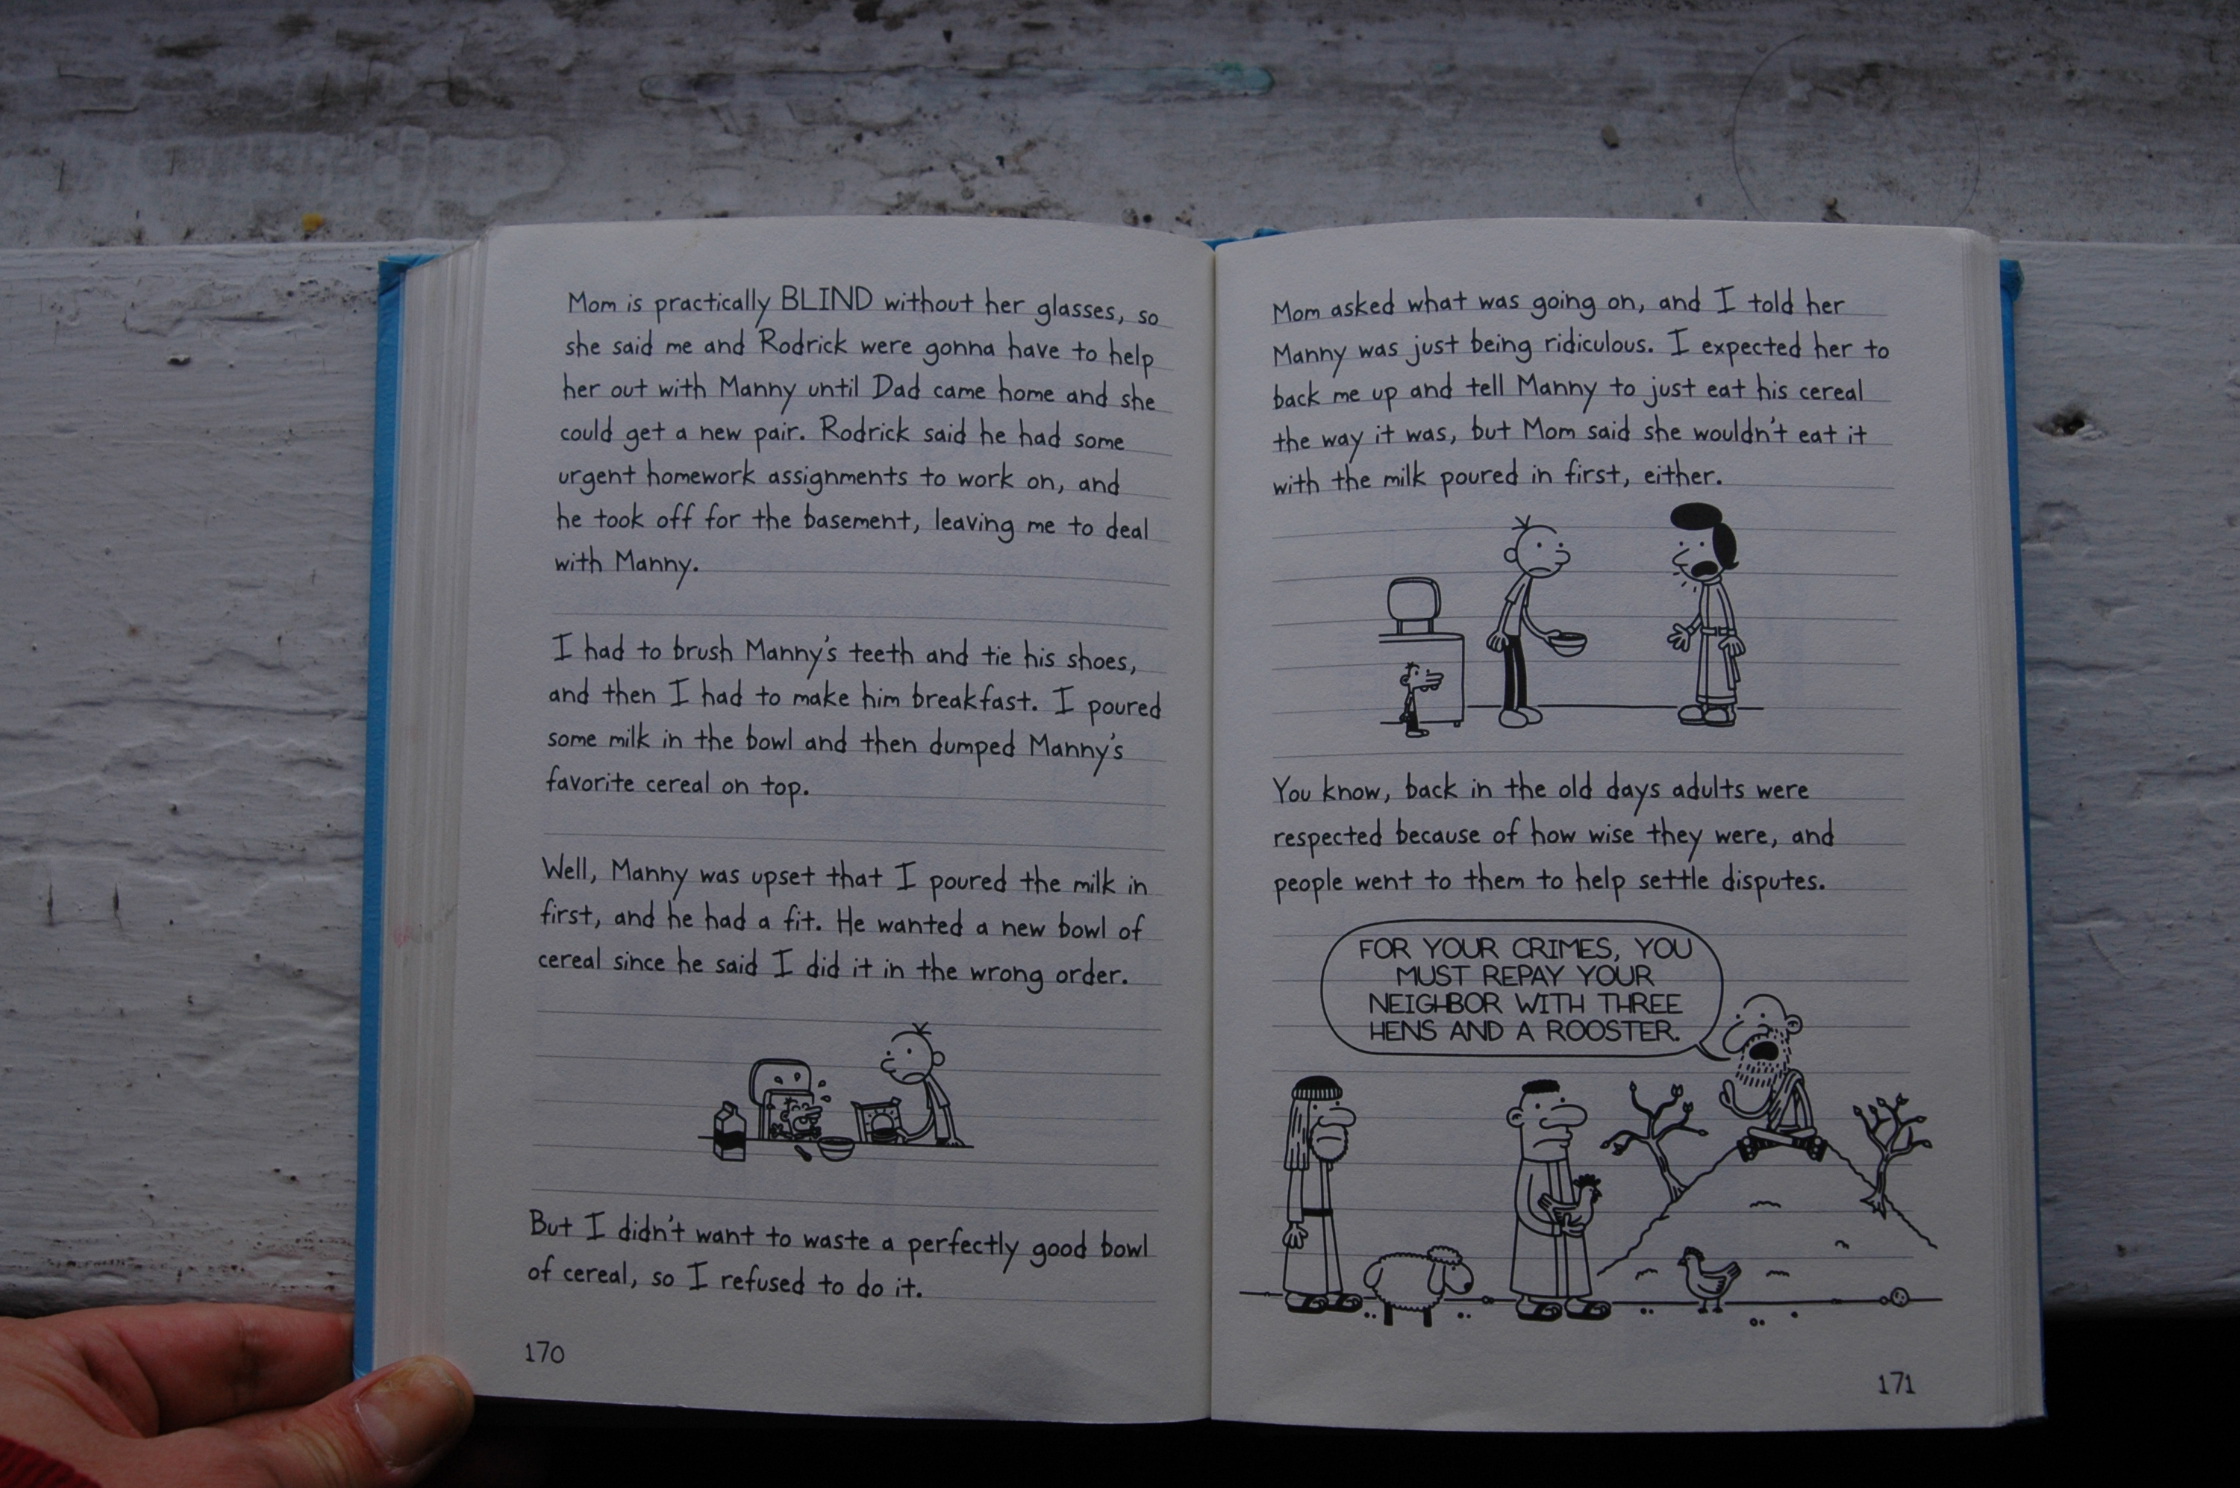 Mom is practically BLIND without her glasses, so
she said me and Rodrick were gonna have to help
her out with Manny until Dad came home and she
could get a new pair. Rodrick said he had some
urgent homework assignments to work on, and
he took off for the basement, leaving me to deal
with Manny.
I had to brush Manny's teeth and tie his shoes,
and then I had to make him breakfast. I poured
some milk in the bowl and then dumped Manny's
favorite cereal on top.
Well, Manny was upset that I poured the milk in
first, and he had a fit. He wanted a new bowl of
cereal since he said I did it in the wrong order.
But I didn't want to waste a perfectly good bowl
of cereal, so I refused to do it.
170
Mom asked what was going on, and I told her
Manny was just being ridiculous. I expected her to
back me up and tell Manny to just eat his cereal
the way it was, but Mom said she wouldn't eat it
with the milk poured in first, either.
You know, back in the old days adults were
respected because of how wise they were, and
people went to them to help settle disputes.
FOR YOUR CRIMES, YOU
MUST REPAY YOUR
NEIGHBOR WITH THREE
HENS AND A ROOSTER.
171